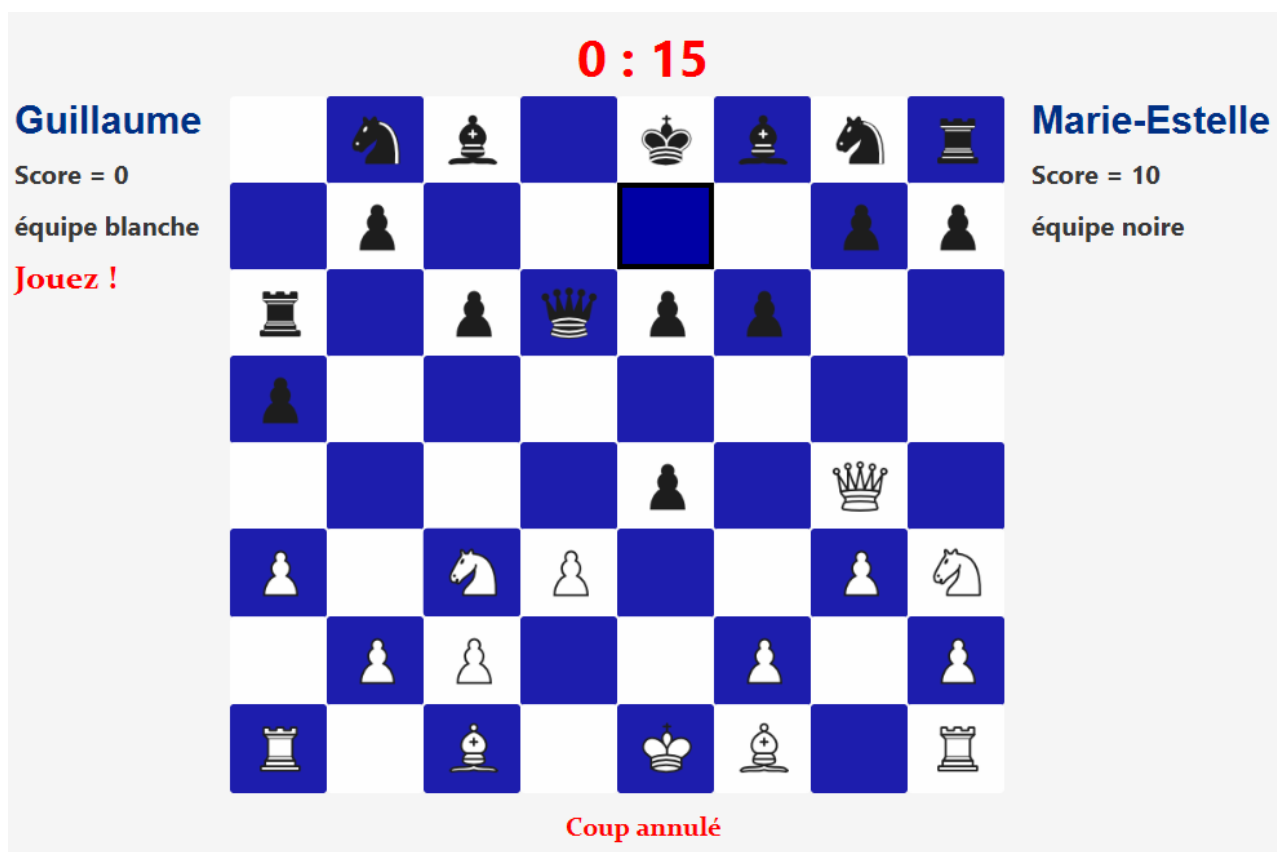 0 : 15
Guillaume
Score = 0
équipe blanche
Jouez !
Marie-Estelle
Score = 10
équipe noire
Coup annulé